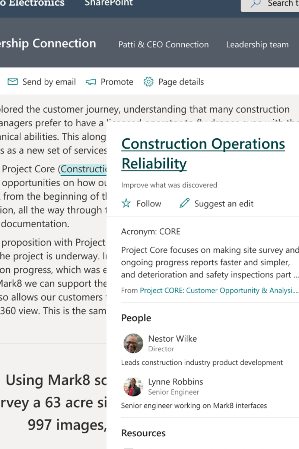 o Electronics SharePoint Search t
ership Connection Patti & CEO Connection Leadership team
Send by email Promote Page details
olored the customer journey, understanding that many construction
anagers prefer to have a
nical abilities. This along
s as a new set of services
Project Core (Constructio
opportunities on how ou
k from the beginning of th
ion, all the way through t
documentation.
proposition with Project
he project is underway. In
on progress, which was e
Mark8 we can support the
so allows our customers
360 view. This is the sam
Using Mark8 sc
rvey a 63 acre si
997 images,
Construction Operations
Reliability
Improve what was discovered
Follow Suggest an edit
Acronym: CORE
Project Core focuses on making site survey and
ongoing progress reports faster and simpler,
and deterioration and safety inspections part ...
From Project CORE: Customer Opportunity & Analysi...
People
Nestor Wilke
Director
Leads construction industry product development
Lynne Robbins
Senior Engineer
Senior engineer working on Mark8 interfaces
Resources